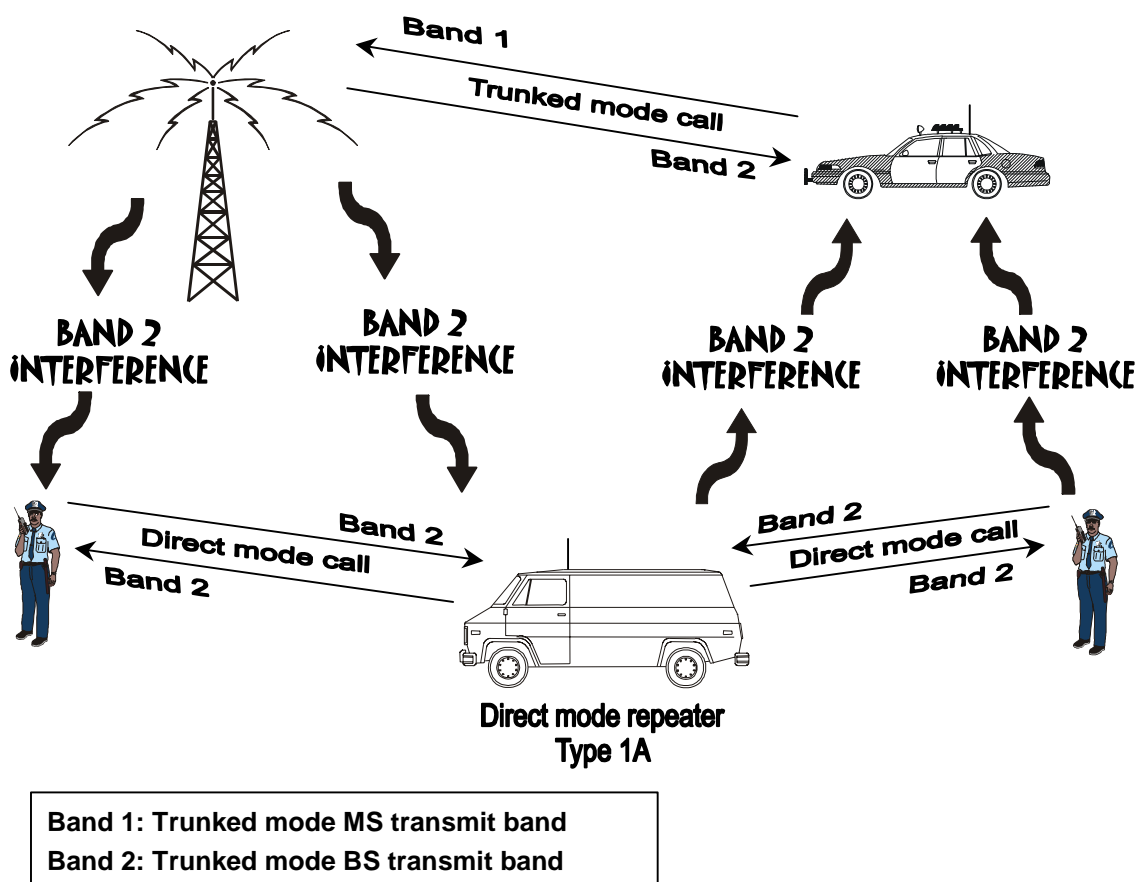 Band 1
Trunked mode call
Band 2
BAND 2
iNTERFERENCE
BAND 2
iNTERFERENCE
BAND 2
iNTERFERENCE
BAND 2
iNTERFERENCE
Band 2
Direct mode call
Band 2
Band 2
Direct mode call
Band 2
Direct mode repeater
Type 1A
Band 1: Trunked mode MS transmit band
Band 2: Trunked mode BS transmit band